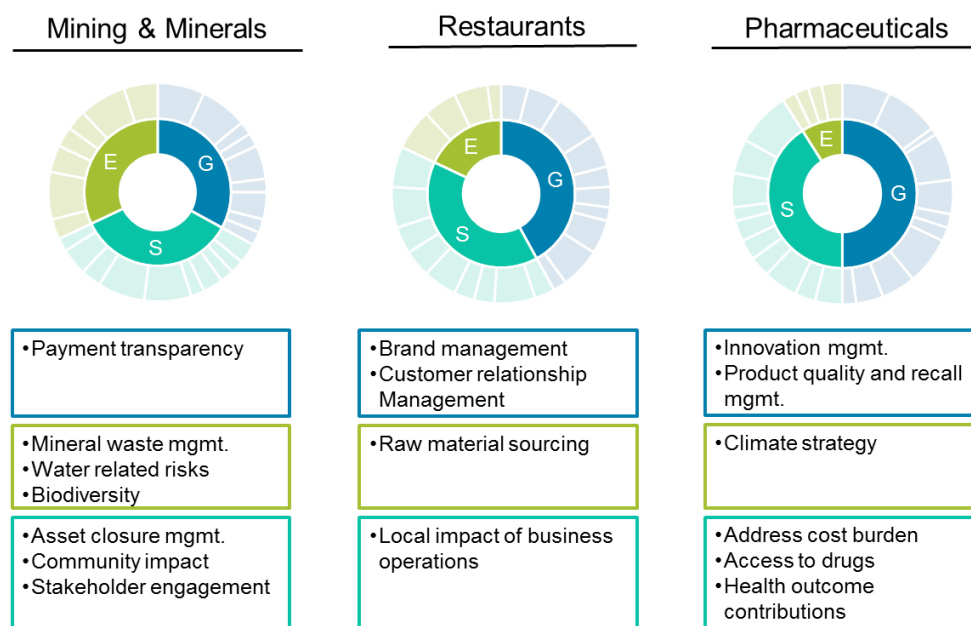 Mining & Minerals
Restaurants
Pharmaceuticals
E
G
S
E
G
S
E
G
S
•Payment transparency
•Mineral waste mgmt.
•Water related risks
•Biodiversity
•Asset closure mgmt.
•Community impact
•Stakeholder engagement
•Brand management
•Customer relationship
Management
•Raw material sourcing
•Local impact of business
operations
•Innovation mgmt.
•Product quality and recall
mgmt.
•Climate strategy
•Address cost burden
•Access to drugs
•Health outcome
contributions